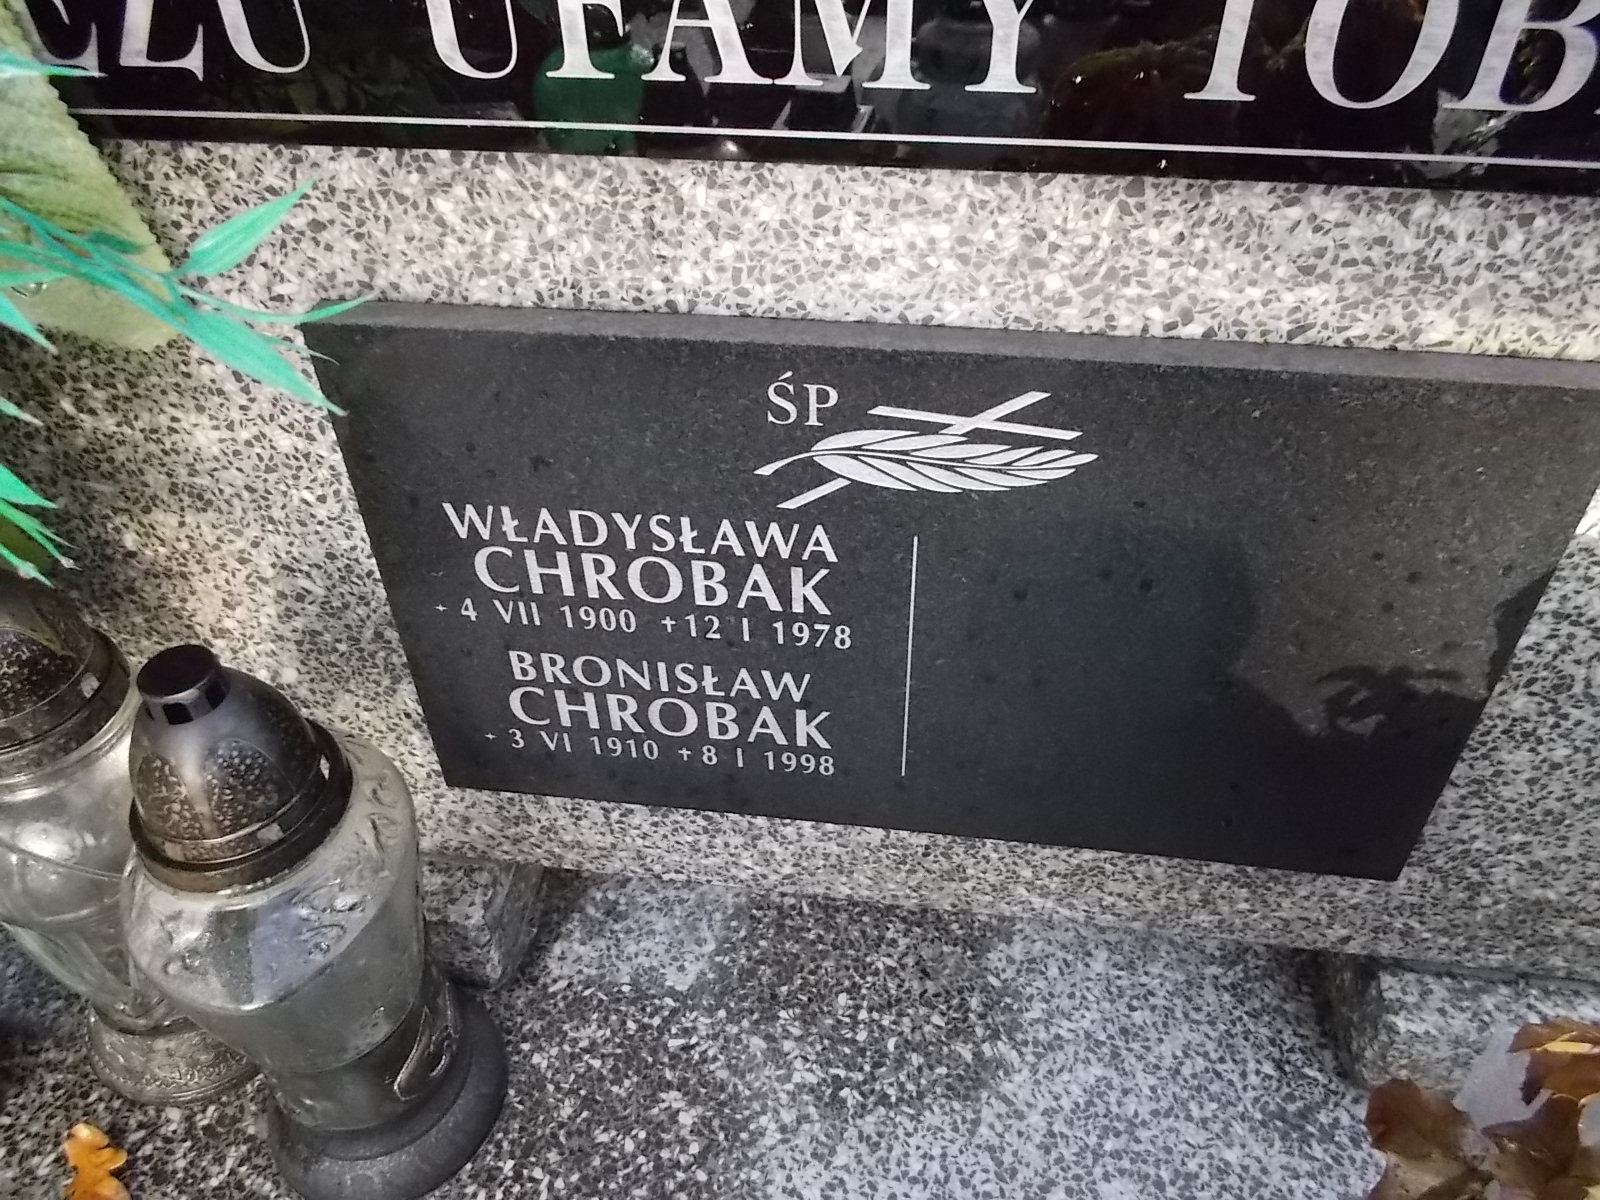 UFAMY
ŚP
WŁADYSŁAWA
CHROBAK
4 VII 1900 +12 I 1978
BRONISŁAW
CHROBAK
3 VI 1910 +8 I 1998